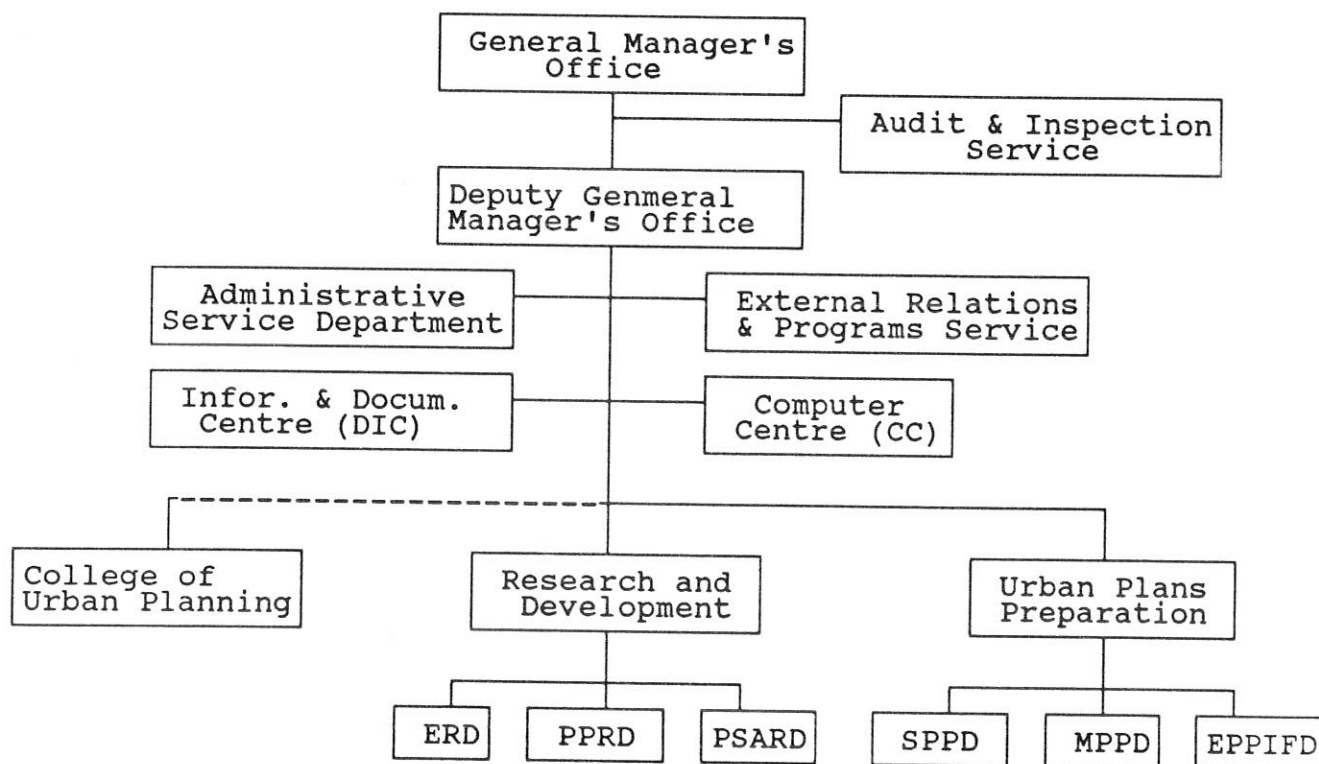 General Manager's
Office
Audit & Inspection
Service
Deputy Genmeral
Manager's Office
Administrative
Service Department
External Relations
& Programs Service
Infor. & Docum.
Centre (DIC)
Computer
Centre (CC)
College of
Urban Planning
Research and
Development
Urban Plans
Preparation
ERD
PPRD
PSARD
SPPD
MPPD
EPPIFD